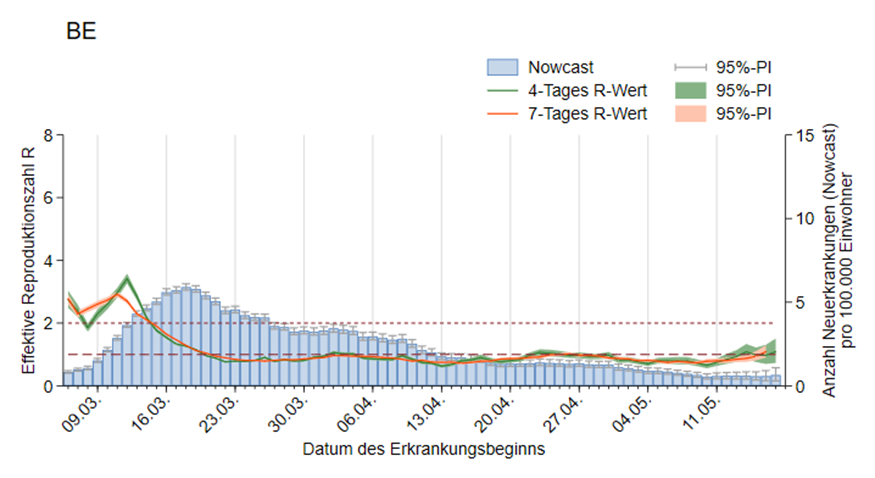 BE
Nowcast
95%-PI
4-Tages R-Wert
95%-PI
7-Tages R-Wert
95%-PI
8
6
4
2
0
Effektive Reproduktionszahl R
15
10
5
0
Anzahl Neuerkrankungen (Nowcast)
pro 100.000 Einwohner
09.03.
16.03.
23.03.
30.03.
06.04.
13.04.
20.04.
27.04.
04.05.
11.05.
Datum des Erkrankungsbeginns